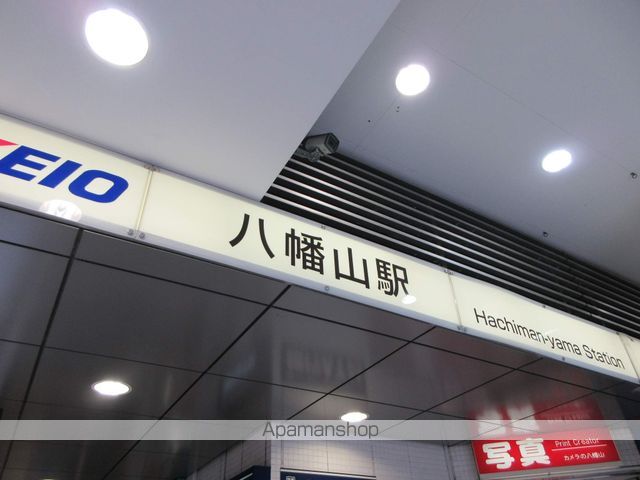 KEIO
八幡山駅
Hachiman-yama Station
Apamanshop
写真
Print Creator
カメラの八幡山